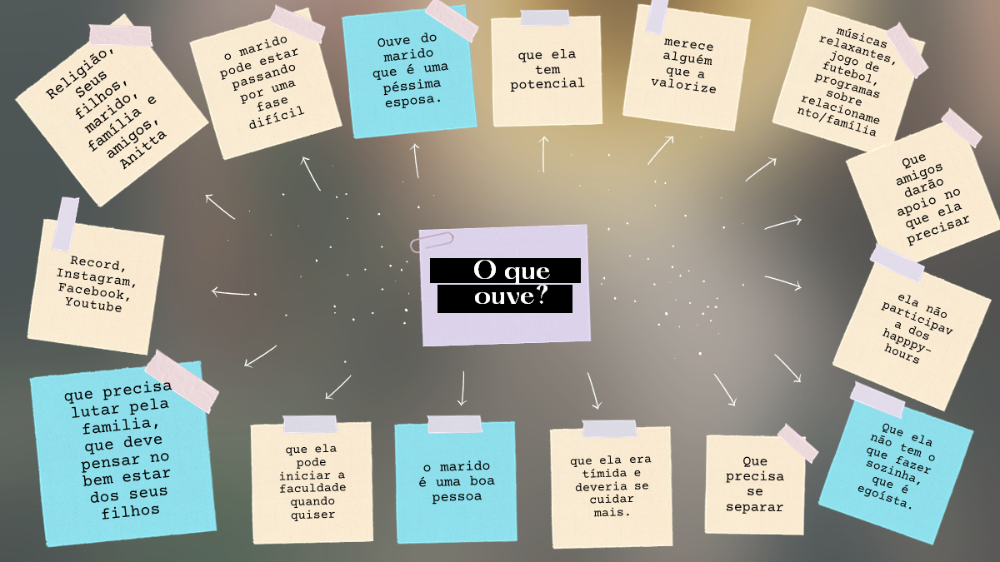 Religião,
Seus
filhos,
marido,
família e
amigos,
Anitta
o marido
pode estar
passando
por uma
fase
difícil
Ouve do
marido
que é uma
péssima
esposa.
que ela
tem
potencial
merece
alguém
que a
valorize
músicas
relaxantes,
jogo de
futebol,
programas
sobre
relacioname
nto/família
Que
amigos
darão
apoio no
que ela
precisar
Record,
Instagram,
Facebook,
Youtube
O que
ouve?
ela não
participav
a dos
happpy-
hours
que precisa
lutar pela
familia,
que deve
pensar no
bem estar
dos seus
filhos
que ela
pode
iniciar a
faculdade
quando
quiser
o marido
é uma boa
pessoa
que ela era
tímida e
deveria se
cuidar
mais.
Que
precisa
se
separar
Que ela
não tem o
que fazer
sozinha,
que é
egoísta.